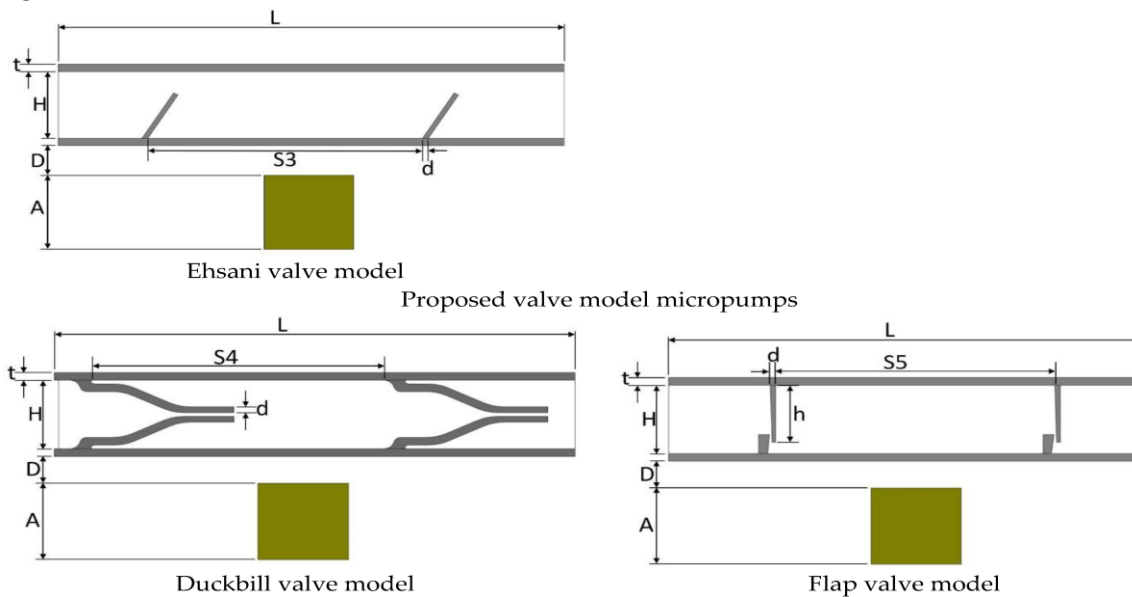 L
t
H
S3
D
d
A
Ehsani valve model
Proposed valve model micropumps
L
S4
t
H
d
D
A
Duckbill valve model
L
d
S5
t
H
h
D
A
Flap valve model